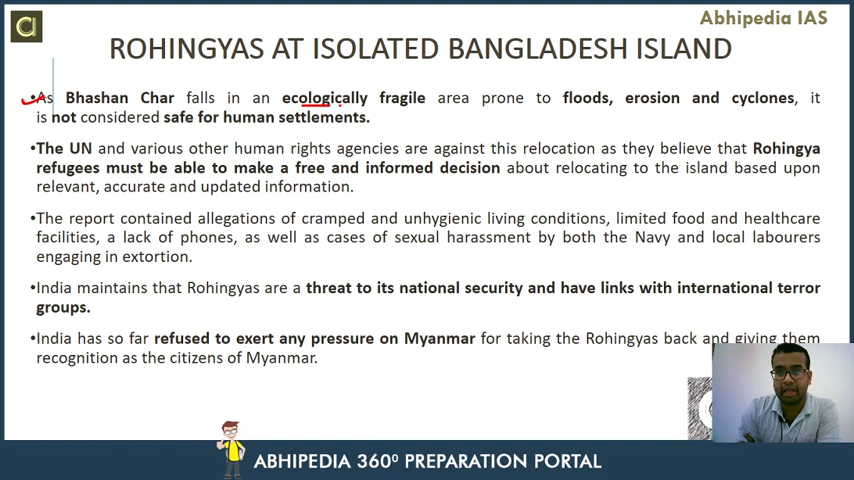 Abhipedia IAS
ROHINGYAS AT ISOLATED BANGLADESH ISLAND
•As Bhashan Char falls in an ecologically fragile area prone to floods, erosion and cyclones, it
is not considered safe for human settlements.
•The UN and various other human rights agencies are against this relocation as they believe that Rohingya
refugees must be able to make a free and informed decision about relocating to the island based upon
relevant, accurate and updated information.
•The report contained allegations of cramped and unhygienic living conditions, limited food and healthcare
facilities, a lack of phones, as well as cases of sexual harassment by both the Navy and local labourers
engaging in extortion.
•India maintains that Rohingyas are a threat to its national security and have links with international terror
groups.
•India has so far refused to exert any pressure on Myanmar for taking the Rohingyas back and giving them
recognition as the citizens of Myanmar.
ABHIPEDIA 360⁰ PREPARATION PORTAL